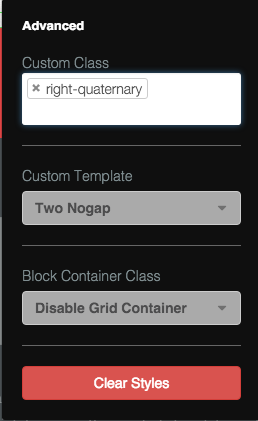 Advanced
Custom Class
× right-quaternary
Custom Template
Two Nogap
Block Container Class
Disable Grid Container
Clear Styles